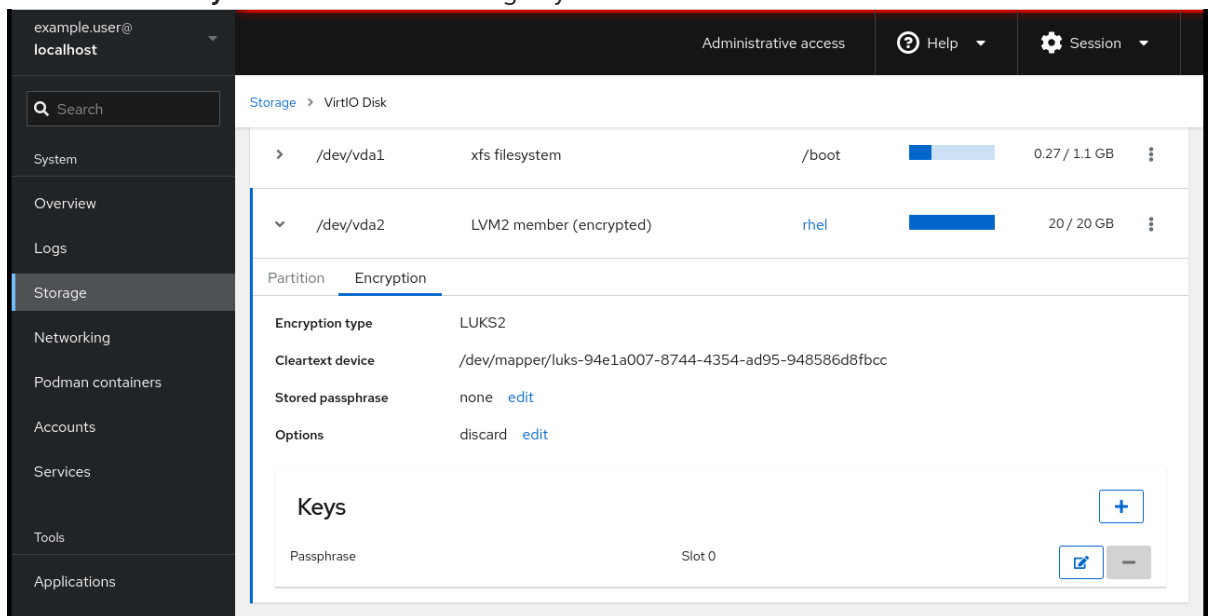 example.user@
localhost
Administrative access
Help
Session
Search
Storage > VirtIO Disk
System
Overview
Logs
Storage
Networking
Podman containers
Accounts
Services
Tools
Applications
/dev/vda1 xfs filesystem /boot 0.27 / 1.1 GB
/dev/vda2 LVM2 member (encrypted) rhel 20 / 20 GB
Partition Encryption
Encryption type LUKS2
Cleartext device /dev/mapper/luks-94e1a007-8744-4354-ad95-948586d8fbcc
Stored passphrase none edit
Options discard edit
Keys
Passphrase Slot 0